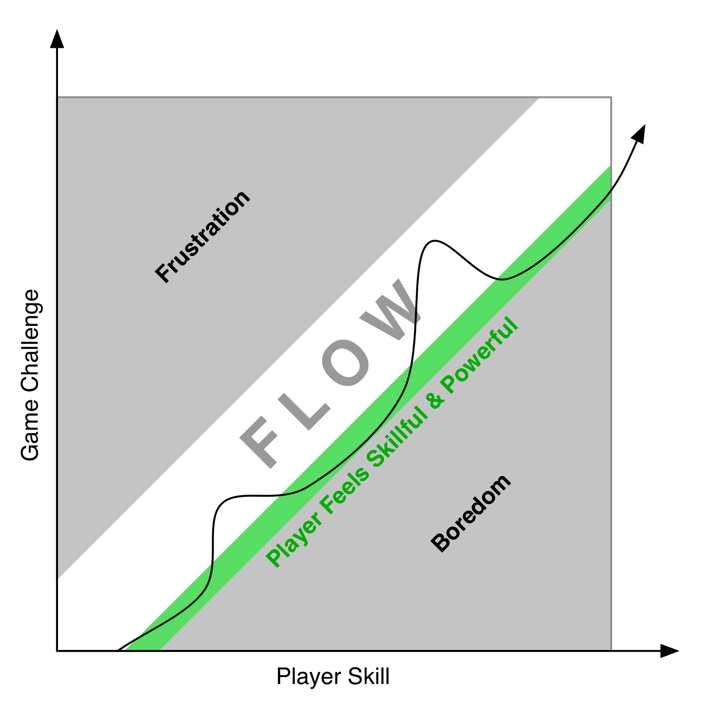 Frustration
Game Challenge
FLOW
Player Feels Skillful & Powerful
Boredom
Player Skill